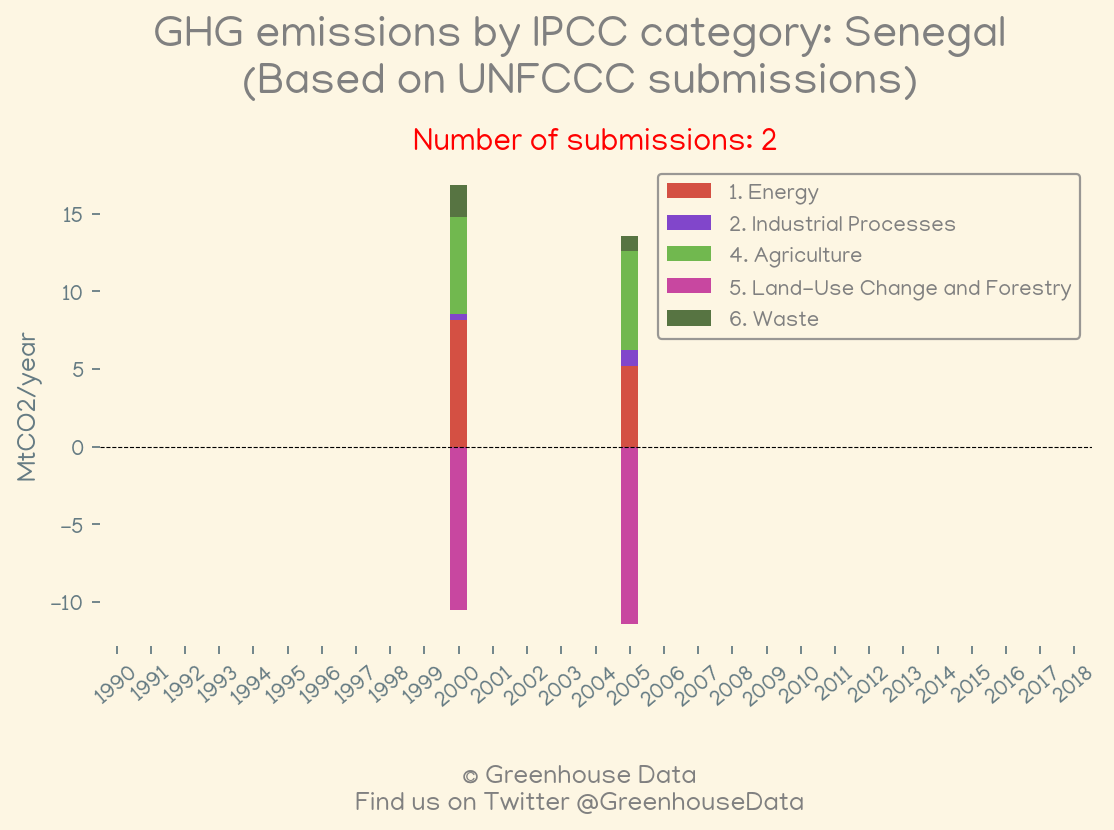 GHG emissions by IPCC category: Senegal
(Based on UNFCCC submissions)
Number of submissions: 2
1. Energy
2. Industrial Processes
4. Agriculture
5. Land-Use Change and Forestry
6. Waste
MtCO2/year
15
10
5
0
-5
-10
1990 1991 1992 1993 1994 1995 1996 1997 1998 1999 2000 2001 2002 2003 2004 2005 2006 2007 2008 2009 2010 2011 2012 2013 2014 2015 2016 2017 2018
© Greenhouse Data
Find us on Twitter @GreenhouseData